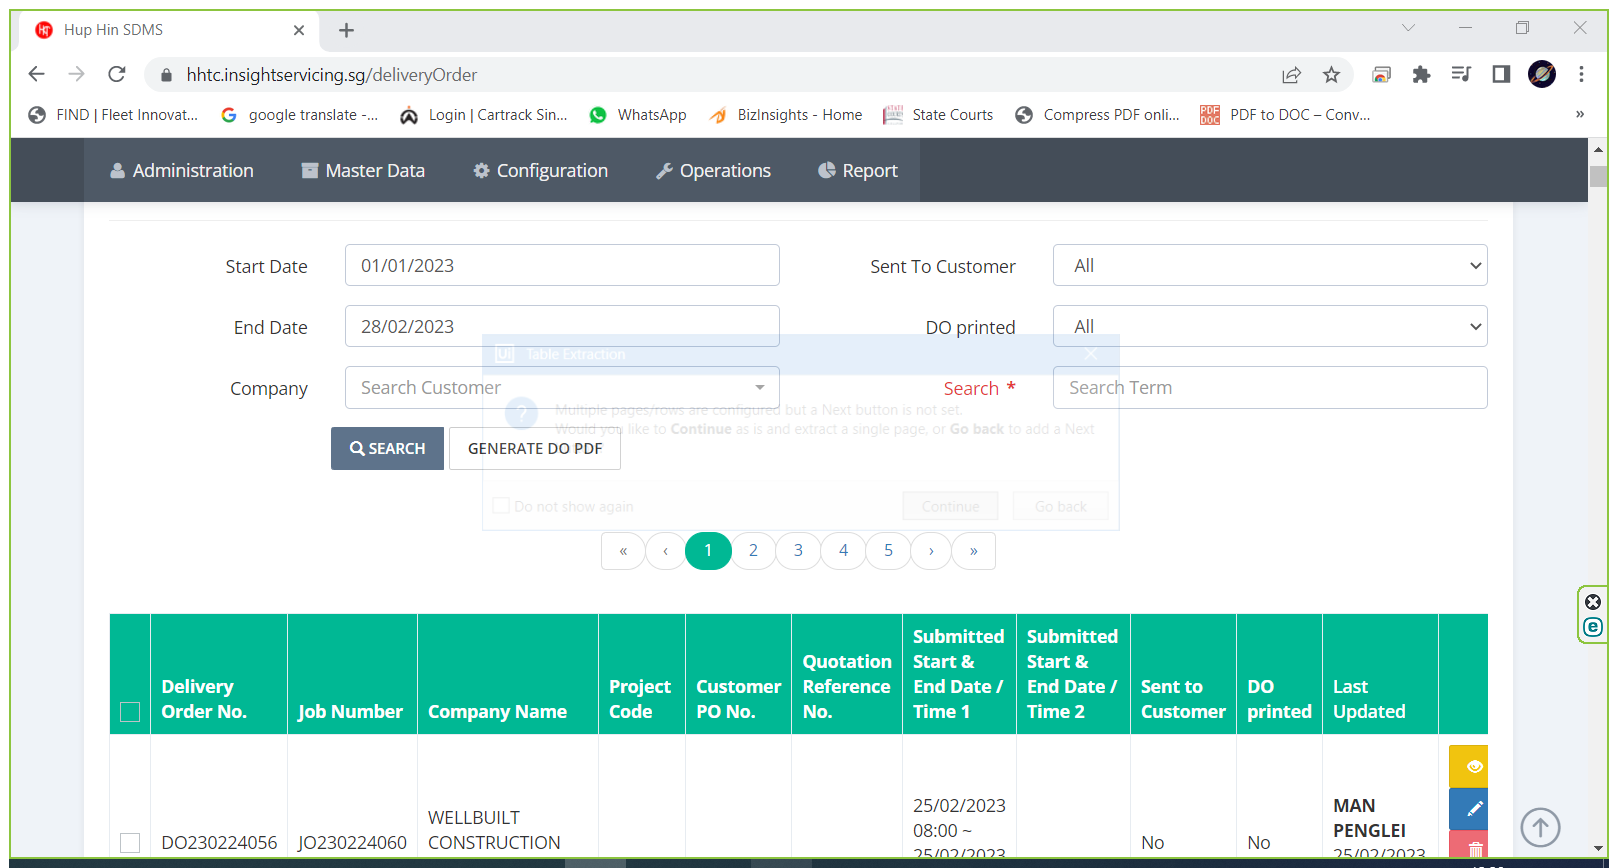 Hup Hin SDMS
hhtc.insightservicing.sg/deliveryOrder
FIND | Fleet Innovat... google translate -... Login | Cartrack Sin... WhatsApp BizInsights - Home State Courts Compress PDF onli... PDF to DOC – Conv... »
Administration Master Data Configuration Operations Report
Start Date 01/01/2023 Sent To Customer All
End Date 28/02/2023 DO printed All
Ui Table Extraction
Company Search Customer Search * Search Term
Multiple pages/rows are configured but a Next button is not set.
Would you like to Continue as is and extract a single page, or Go back to add a Next
SEARCH GENERATE DO PDF
Do not show again Continue Go back
« ‹ 1 2 3 4 5 › »
Delivery Order No. Job Number Company Name Project Code Customer PO No. Quotation Reference No. Submitted Start & End Date / Time 1 Submitted Start & End Date / Time 2 Sent to Customer DO printed Last Updated
DO230224056 JO230224060 WELLBUILT CONSTRUCTION 25/02/2023 08:00 ~ 25/02/2023 No No MAN PENGLEI 25/02/2023